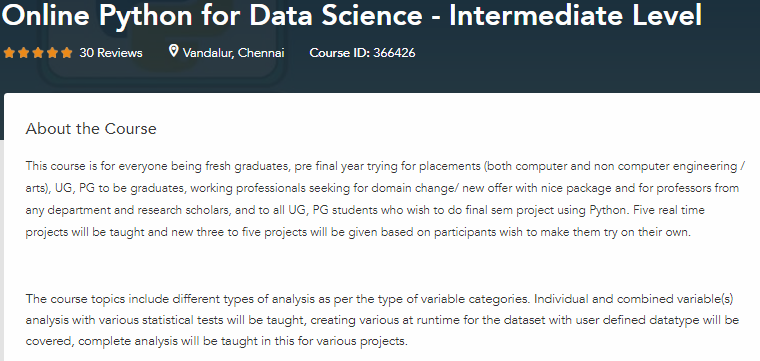 Online Python for Data Science - Intermediate Level
30 Reviews Vandalur, Chennai Course ID: 366426
About the Course
This course is for everyone being fresh graduates, pre final year trying for placements (both computer and non computer engineering /
arts), UG, PG to be graduates, working professionals seeking for domain change/ new offer with nice package and for professors from
any department and research scholars, and to all UG, PG students who wish to do final sem project using Python. Five real time
projects will be taught and new three to five projects will be given based on participants wish to make them try on their own.
The course topics include different types of analysis as per the type of variable categories. Individual and combined variable(s)
analysis with various statistical tests will be taught, creating various at runtime for the dataset with user defined datatype will be
covered, complete analysis will be taught in this for various projects.